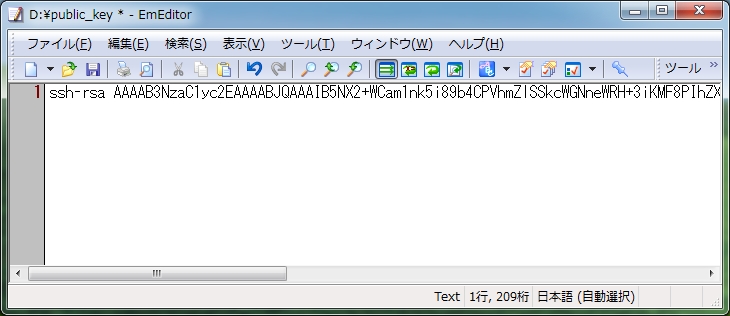 D:¥public_key * - EmEditor
ファイル(F) 編集(E) 検索(S) 表示(V) ツール(T) ウィンドウ(W) ヘルプ(H)
ツール »
1 ssh-rsa AAAAB3NzaC1yc2EAAAABJQAAAIB5NX2+WCam1nk5i89b4CPVhmZlSSkcWGNneWRH+3iKMF8PIhZX
Text 1行, 209桁 日本語 (自動選択)